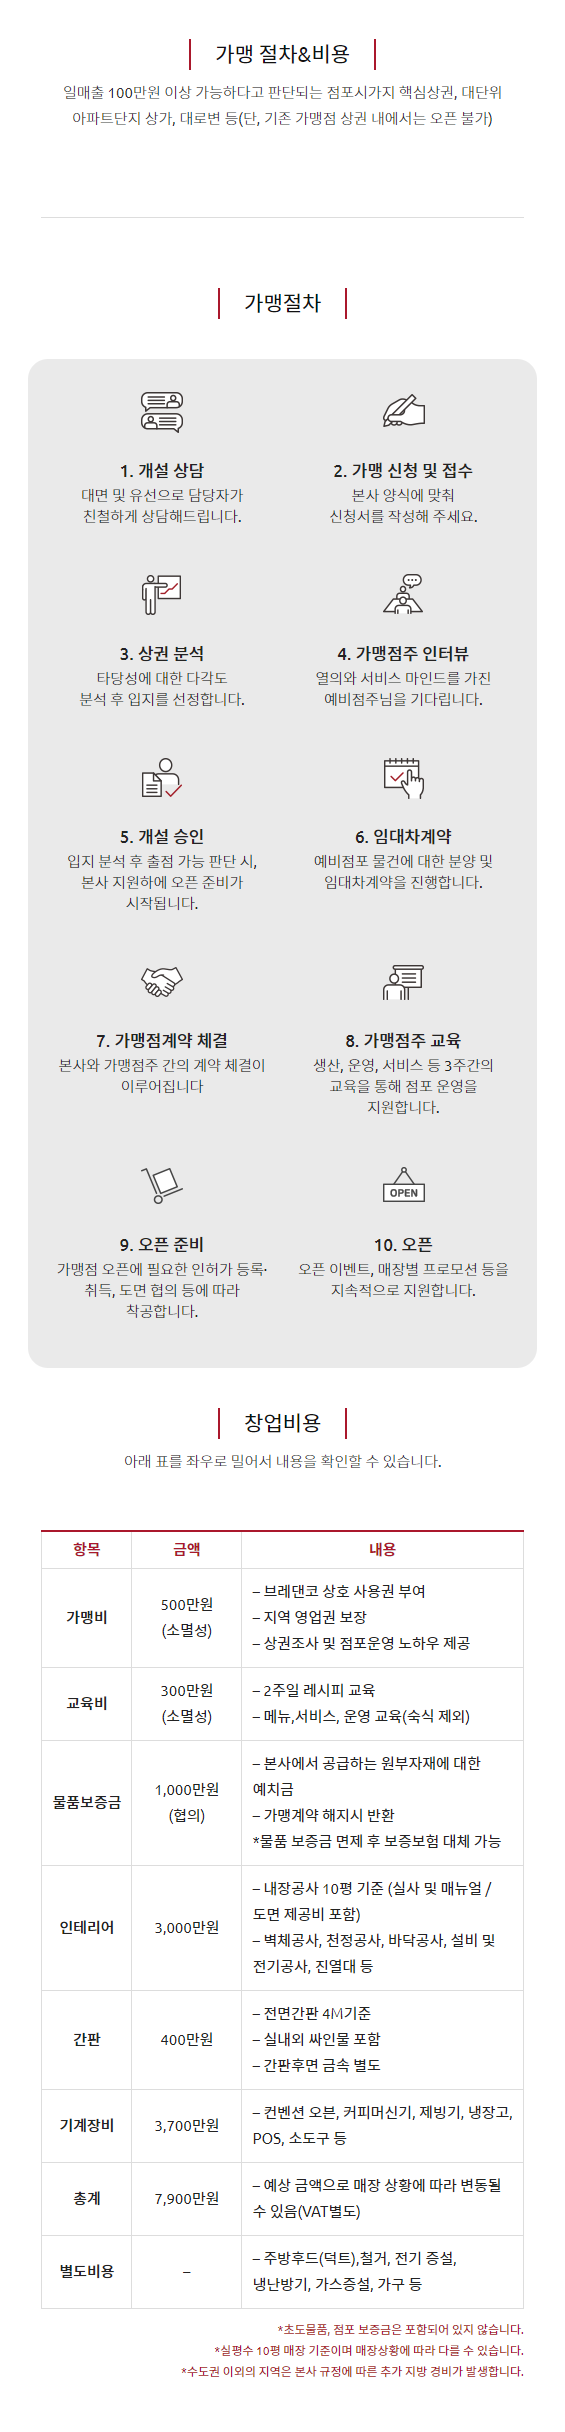 가맹 절차&비용
일매출 100만원 이상 가능하다고 판단되는 점포시가지 핵심상권, 대단위
아파트단지 상가, 대로변 등(단, 기존 가맹점 상권 내에서는 오픈 불가)
가맹절차
1. 개설 상담
대면 및 유선으로 담당자가
친철하게 상담해드립니다.
2. 가맹 신청 및 접수
본사 양식에 맞춰
신청서를 작성해 주세요.
3. 상권 분석
타당성에 대한 다각도
분석 후 입지를 선정합니다.
4. 가맹점주 인터뷰
열의와 서비스 마인드를 가진
예비점주님을 기다립니다.
5. 개설 승인
입지 분석 후 출점 가능 판단 시,
본사 지원하에 오픈 준비가
시작됩니다.
6. 임대차계약
예비점포 물건에 대한 분양 및
임대차계약을 진행합니다.
7. 가맹점계약 체결
본사와 가맹점주 간의 계약 체결이
이루어집니다
8. 가맹점주 교육
생산, 운영, 서비스 등 3주간의
교육을 통해 점포 운영을
지원합니다.
9. 오픈 준비
가맹점 오픈에 필요한 인허가 등록·
취득, 도면 협의 등에 따라
착공합니다.
OPEN
10. 오픈
오픈 이벤트, 매장별 프로모션 등을
지속적으로 지원합니다.
창업비용
아래 표를 좌우로 밀어서 내용을 확인할 수 있습니다.
항목 금액 내용
가맹비
500만원
(소멸성)
– 브레댄코 상호 사용권 부여
– 지역 영업권 보장
– 상권조사 및 점포운영 노하우 제공
교육비
300만원
(소멸성)
– 2주일 레시피 교육
– 메뉴,서비스, 운영 교육(숙식 제외)
물품보증금
1,000만원
(협의)
– 본사에서 공급하는 원부자재에 대한
예치금
– 가맹계약 해지시 반환
*물품 보증금 면제 후 보증보험 대체 가능
인테리어
3,000만원
– 내장공사 10평 기준 (실사 및 매뉴얼 /
도면 제공비 포함)
– 벽체공사, 천정공사, 바닥공사, 설비 및
전기공사, 진열대 등
간판
400만원
– 전면간판 4M기준
– 실내외 싸인물 포함
– 간판후면 금속 별도
기계장비
3,700만원
– 컨벤션 오븐, 커피머신기, 제빙기, 냉장고,
POS, 소도구 등
총계
7,900만원
– 예상 금액으로 매장 상황에 따라 변동될
수 있음(VAT별도)
별도비용
–
– 주방후드(덕트),철거, 전기 증설,
냉난방기, 가스증설, 가구 등
*초도물품, 점포 보증금은 포함되어 있지 않습니다.
*실평수 10평 매장 기준이며 매장상황에 따라 다를 수 있습니다.
*수도권 이외의 지역은 본사 규정에 따른 추가 지방 경비가 발생합니다.